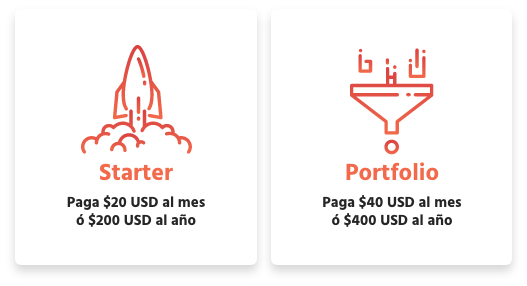 Starter
Paga $20 USD al mes
ó $200 USD al año
Portfolio
Paga $40 USD al mes
ó $400 USD al año